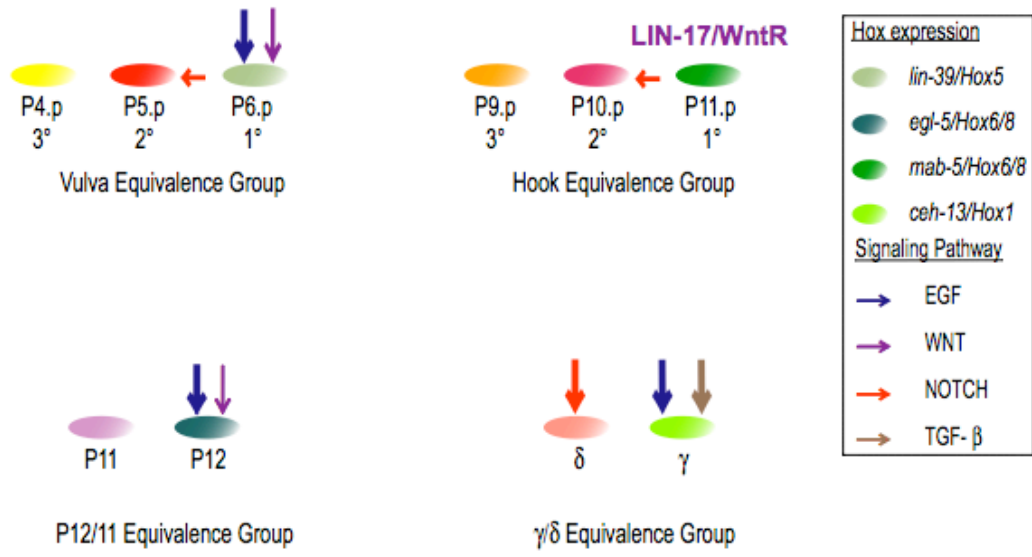 LIN-17/WntR
P4.p P5.p P6.p
3° 2° 1°
Vulva Equivalence Group
P9.p P10.p P11.p
3° 2° 1°
Hook Equivalence Group
P11 P12
P12/11 Equivalence Group
δ γ
γ/δ Equivalence Group
Hox expression
lin-39/Hox5
egl-5/Hox6/8
mab-5/Hox6/8
ceh-13/Hox1
Signaling Pathway
EGF
WNT
NOTCH
TGF- β